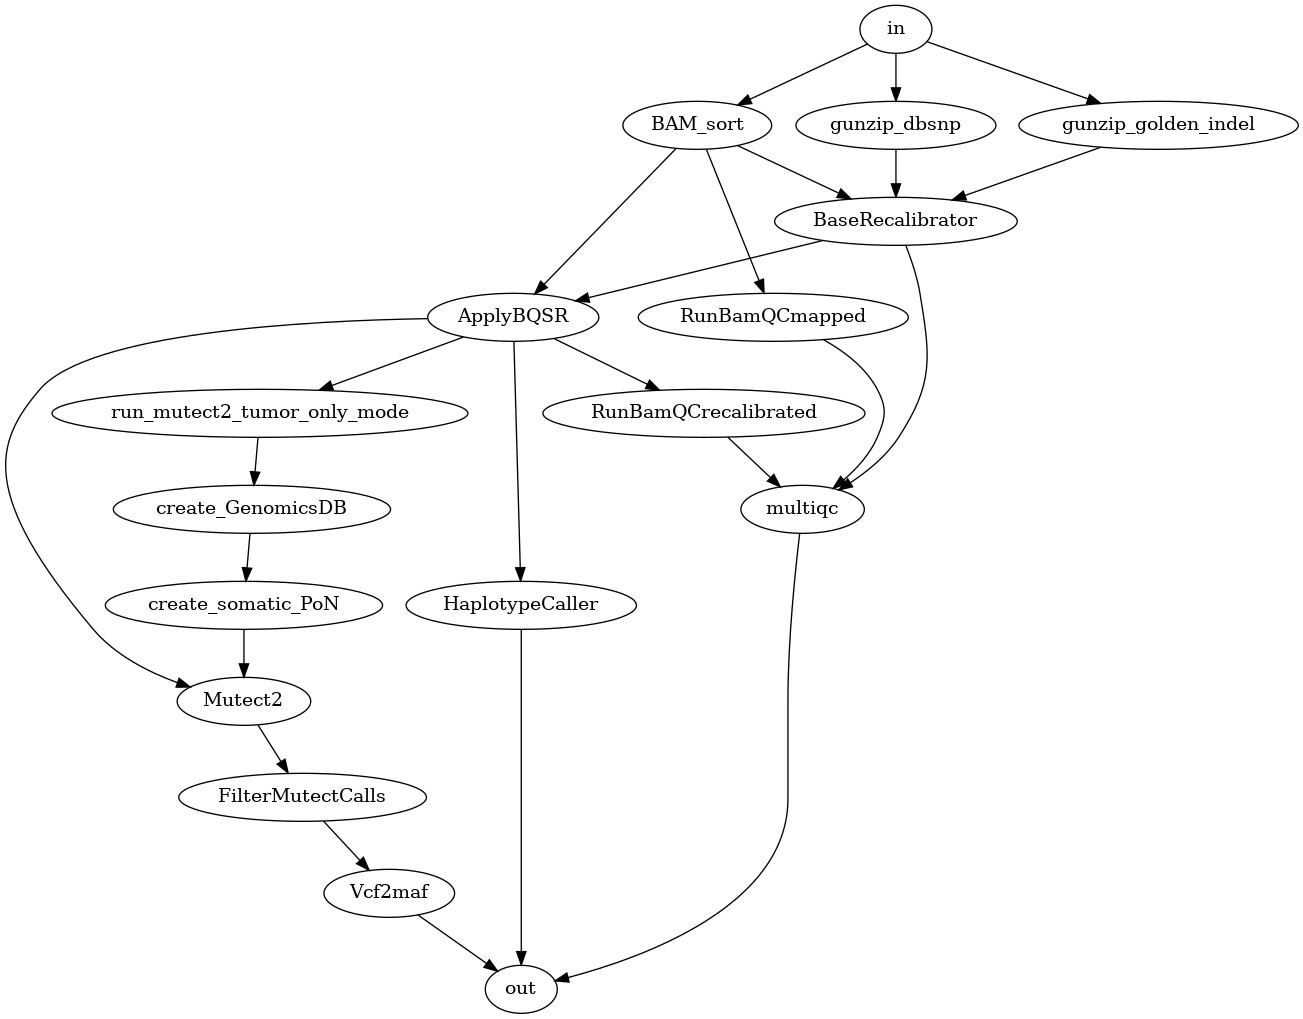 in
BAM_sort
gunzip_dbsnp
gunzip_golden_indel
BaseRecalibrator
ApplyBQSR
RunBamQCmapped
run_mutect2_tumor_only_mode
RunBamQCrecalibrated
create_GenomicsDB
multiqc
create_somatic_PoN
HaplotypeCaller
Mutect2
FilterMutectCalls
Vcf2maf
out